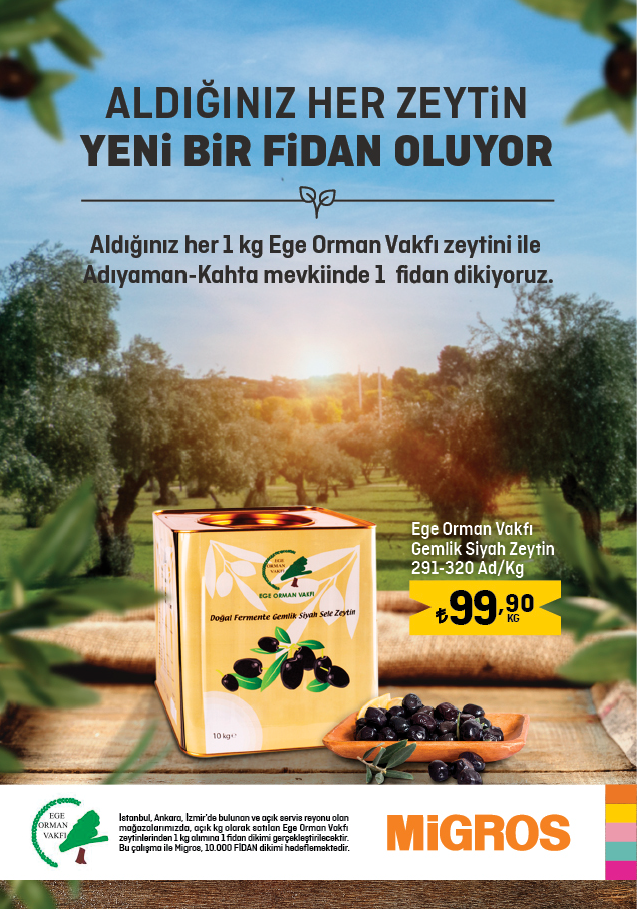 ALDIĞINIZ HER ZEYTİN
YENİ BİR FİDAN OLUYOR
Aldığınız her 1 kg Ege Orman Vakfı zeytini ile
Adıyaman-Kahta mevkiinde 1 fidan dikiyoruz.
Ege Orman Vakfı
Gemlik Siyah Zeytin
291-320 Ad/Kg
₺99,90
KG
EGE
ORMAN
VAKFI
EGE ORMAN VAKFI
Doğal Fermente Gemlik Siyah Sele Zeytin
10 kg℮
EGE
ORMAN
VAKFI
İstanbul, Ankara, İzmir'de bulunan ve açık servis reyonu olan
mağazalarımızda, açık kg olarak satılan Ege Orman Vakfı
zeytinlerinden 1 kg alımına 1 fidan dikimi gerçekleştirilecektir.
Bu çalışma ile Migros, 10.000 FİDAN dikimi hedeflemektedir.
MiGROS